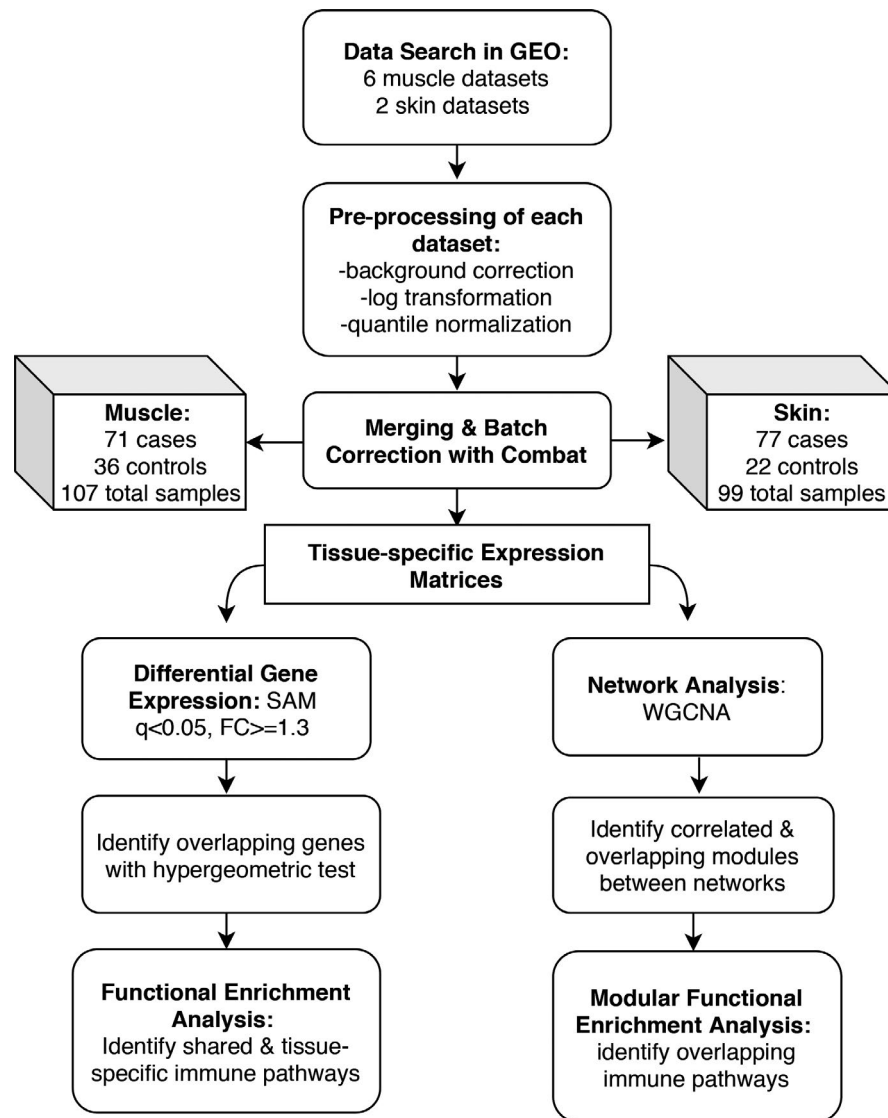 Data Search in GEO:
6 muscle datasets
2 skin datasets
Pre-processing of each
dataset:
-background correction
-log transformation
-quantile normalization
Muscle:
71 cases
36 controls
107 total samples
Merging & Batch
Correction with Combat
Skin:
77 cases
22 controls
99 total samples
Tissue-specific Expression
Matrices
Differential Gene
Expression: SAM
q<0.05, FC>=1.3
Network Analysis:
WGCNA
Identify overlapping genes
with hypergeometric test
Identify correlated &
overlapping modules
between networks
Functional Enrichment
Analysis:
Identify shared & tissue-
specific immune pathways
Modular Functional
Enrichment Analysis:
identify overlapping
immune pathways